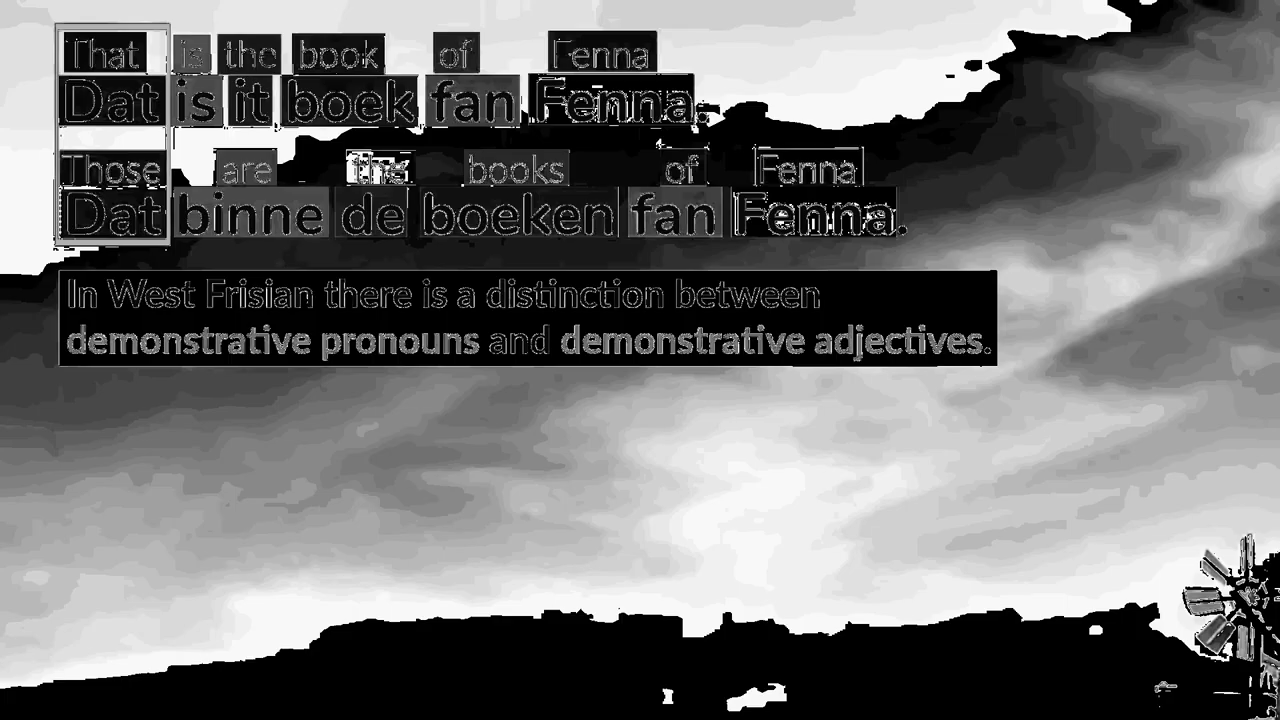 That is the book of Fenna
Dat is it boek fan Fenna.
Those are the books of Fenna
Dat binne de boeken fan Fenna.
In West Frisian there is a distinction between
demonstrative pronouns and demonstrative adjectives.